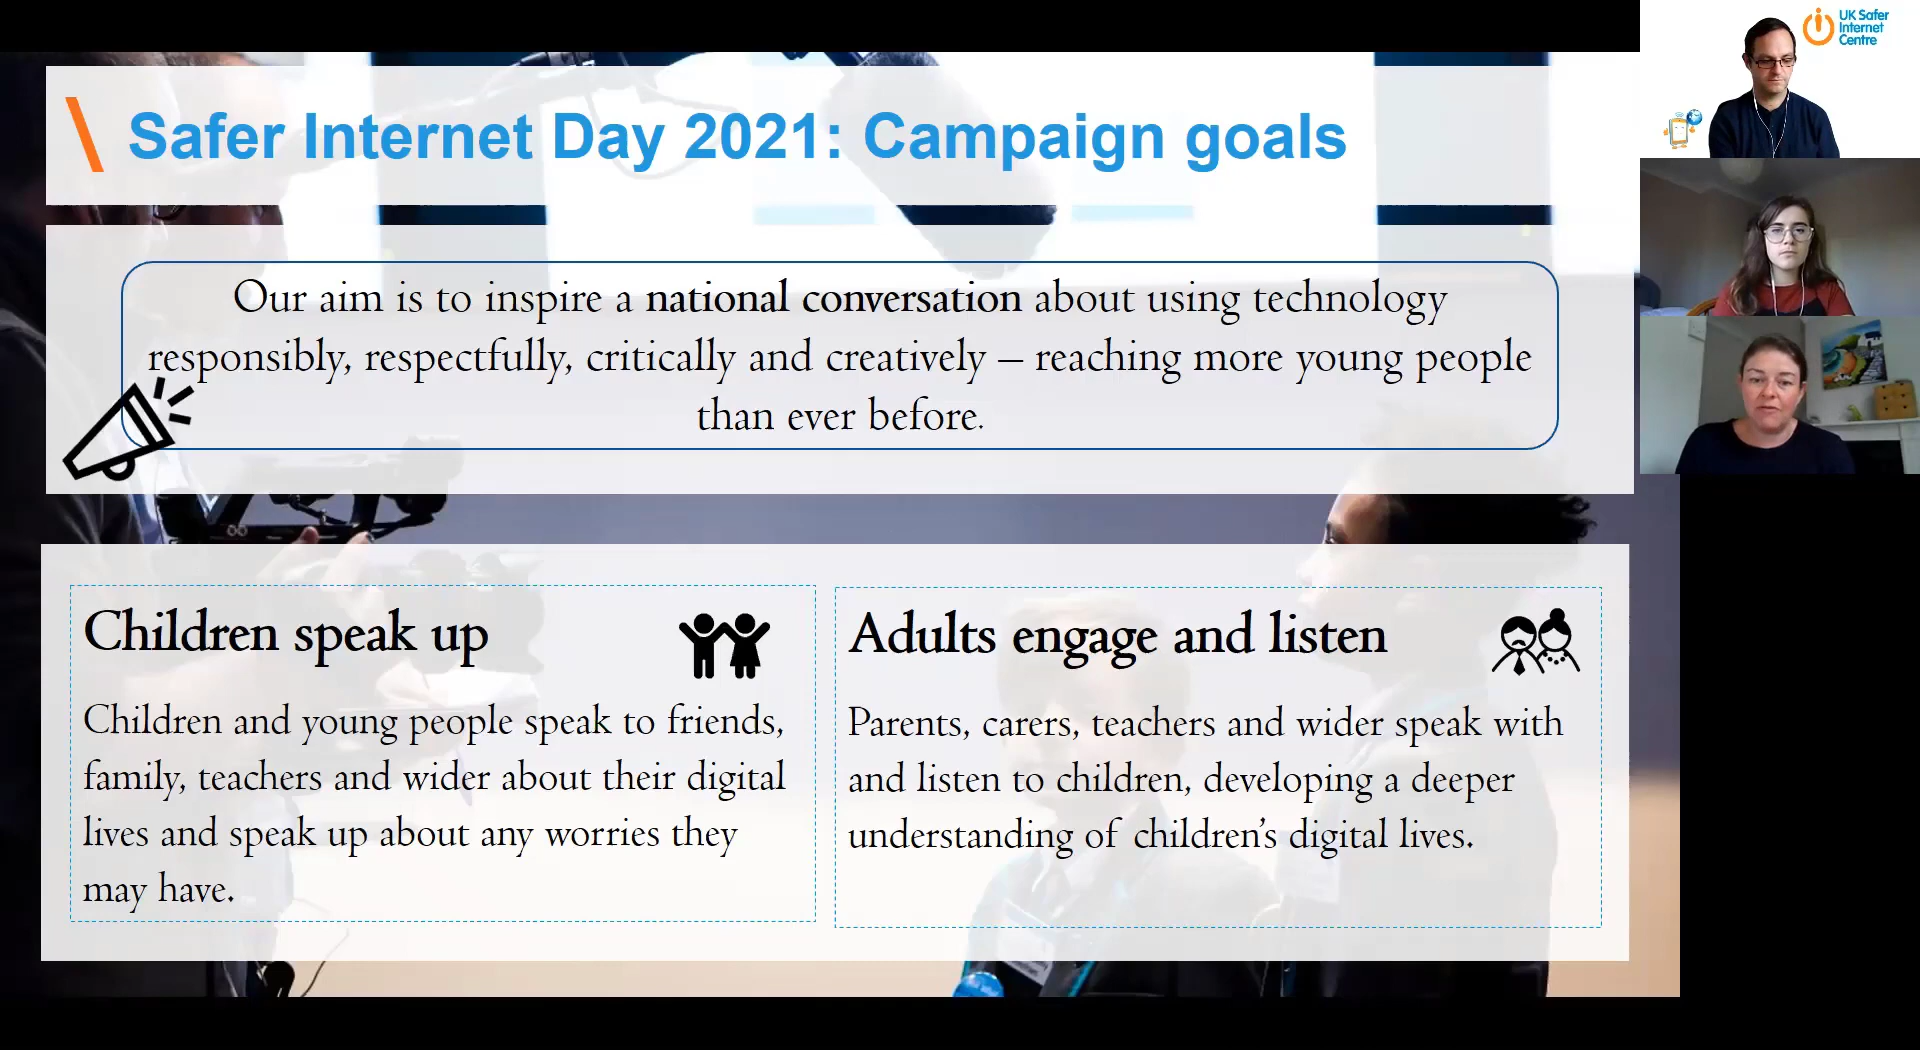 UK Safer
Internet
Centre
Safer Internet Day 2021: Campaign goals
Our aim is to inspire a national conversation about using technology
responsibly, respectfully, critically and creatively – reaching more young people
than ever before.
Children speak up
Children and young people speak to friends,
family, teachers and wider about their digital
lives and speak up about any worries they
may have.
Adults engage and listen
Parents, carers, teachers and wider speak with
and listen to children, developing a deeper
understanding of children's digital lives.